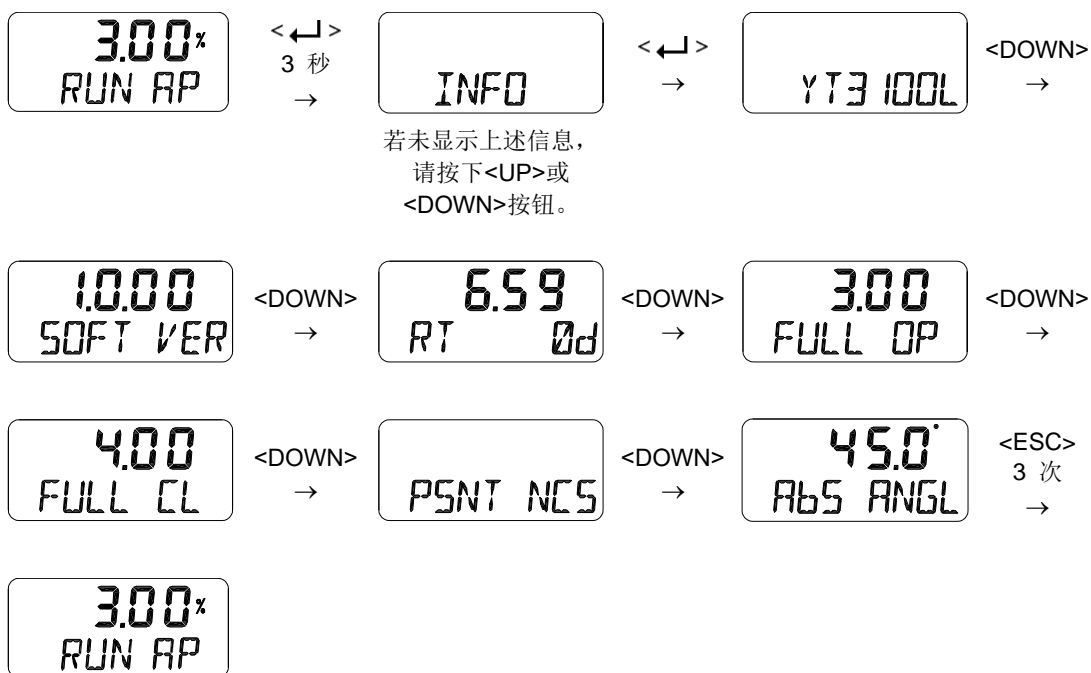 3.00%
RUN AP
<↵>
3 秒
→
INFO
若未显示上述信息，
请按下<UP>或
<DOWN>按钮。
<↵>
→
YT3100L
<DOWN>
→
1.0.00
SOFT VER
<DOWN>
→
6.59
RT 0d
<DOWN>
→
3.00
FULL OP
<DOWN>
→
4.00
FULL CL
<DOWN>
→
PSNT NCS
<DOWN>
→
45.0°
AbS ANGL
<ESC>
3 次
→
3.00%
RUN AP